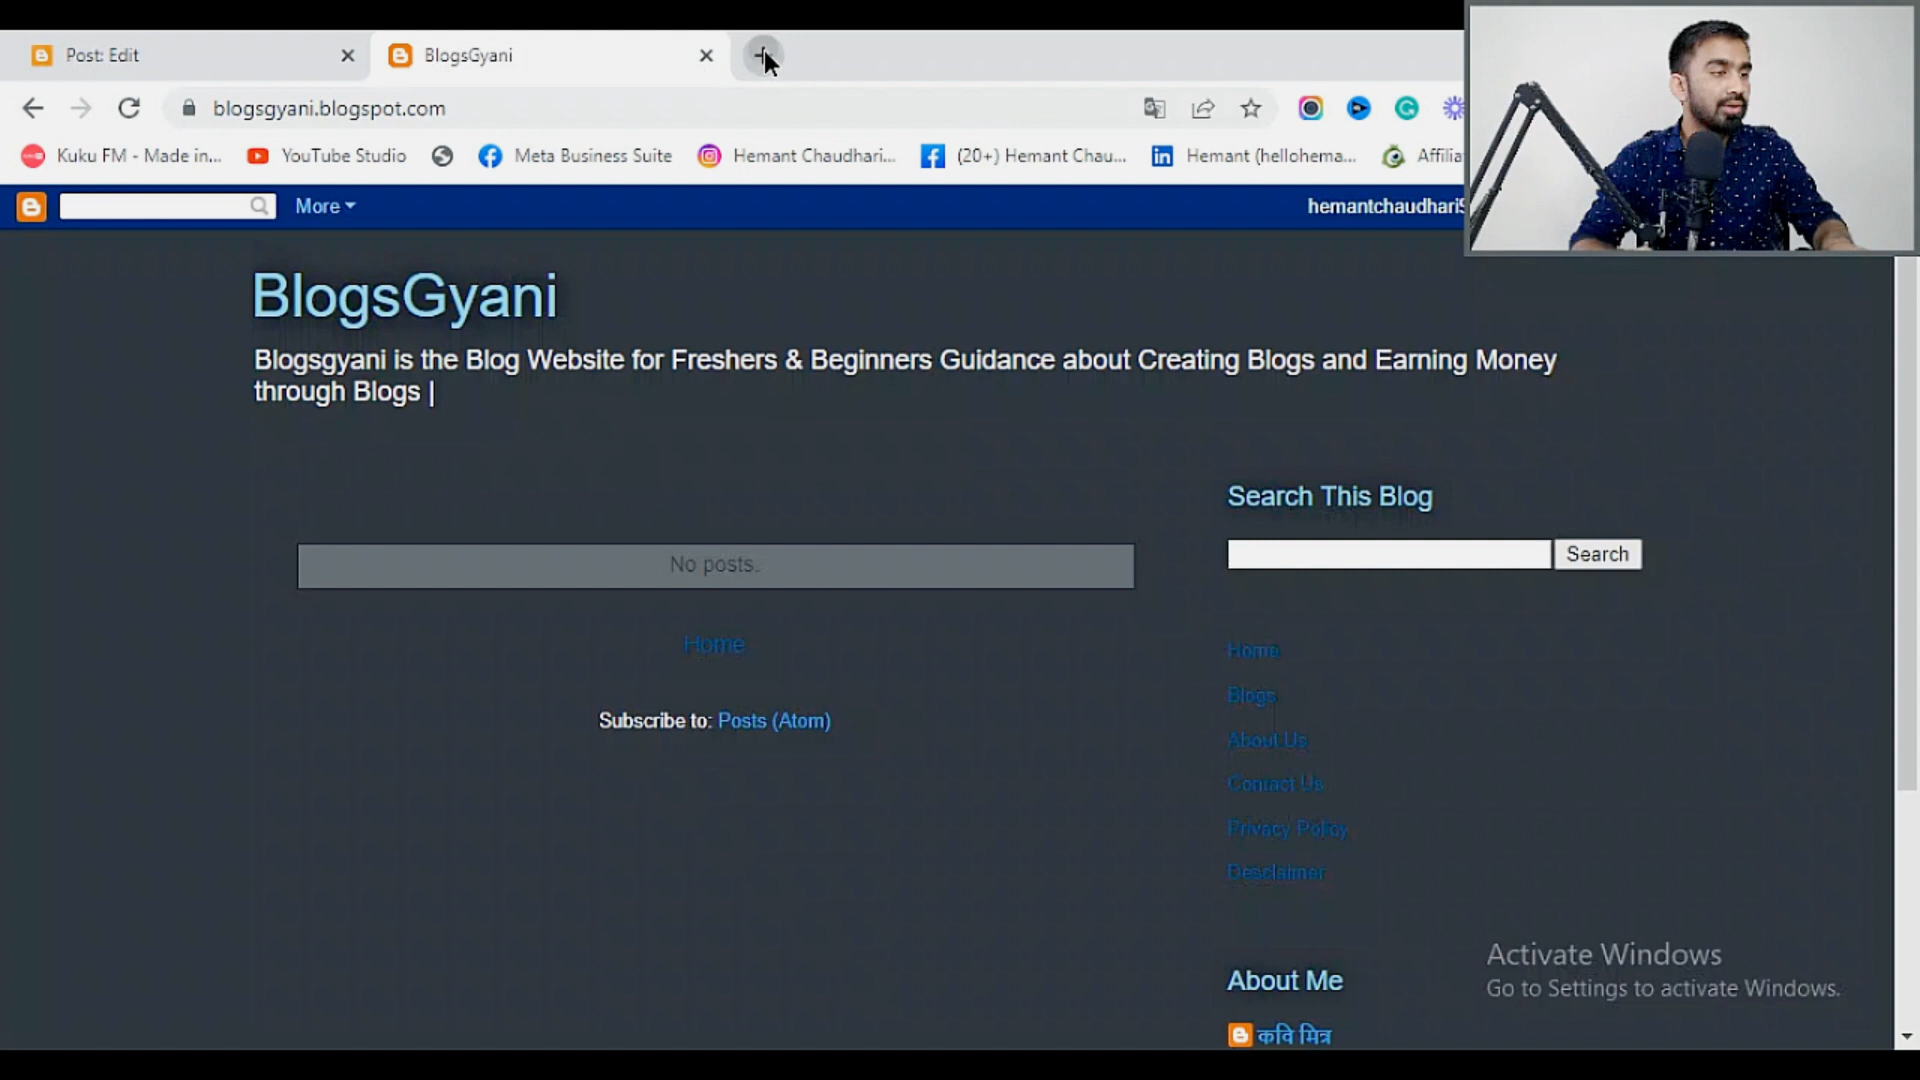 Post: Edit
BlogsGyani
blogsgyani.blogspot.com
Kuku FM - Made in...
YouTube Studio
Meta Business Suite
Hemant Chaudhari...
(20+) Hemant Chau...
Hemant (hellohema...
Affilia
More
hemantchaudhari9
BlogsGyani
Blogsgyani is the Blog Website for Freshers & Beginners Guidance about Creating Blogs and Earning Money
through Blogs |
Search This Blog
No posts.
Search
Home
Home
Blogs
Subscribe to: Posts (Atom)
About Us
Contact Us
Privacy Policy
Desclaimer
Activate Windows
Go to Settings to activate Windows.
About Me
कवि मित्र